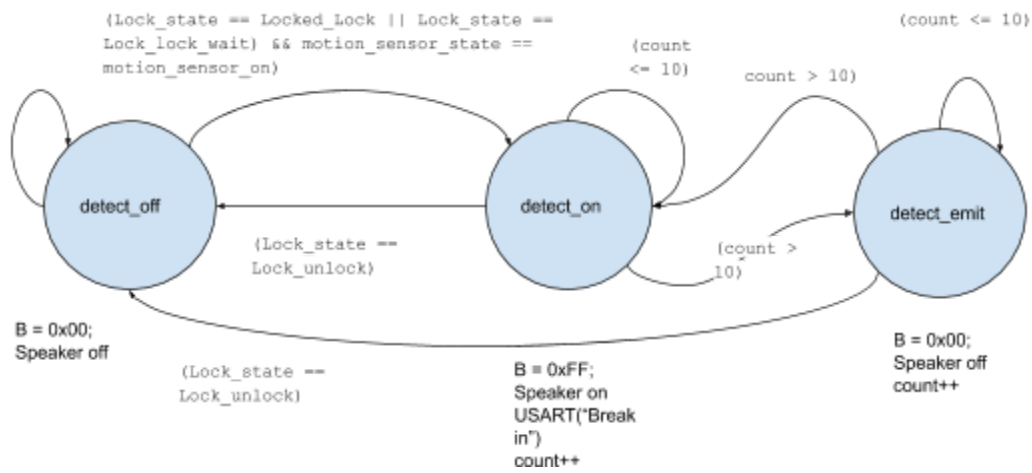 (Lock_state == Locked_Lock || Lock_state ==
Lock_lock_wait) && motion_sensor_state ==
motion_sensor_on)
(count
<= 10)
count > 10)
(count <= 10)
detect_off
detect_on
detect_emit
(Lock_state ==
Lock_unlock)
(count >
10)
B = 0x00;
Speaker off
(Lock_state ==
Lock_unlock)
B = 0xFF;
Speaker on
USART("Break
in")
count++
B = 0x00;
Speaker off
count++